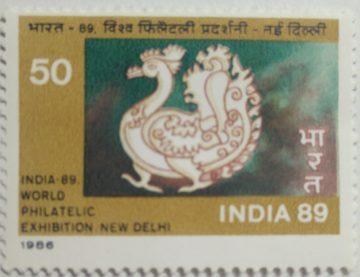 भारत - 89, विश्व फिलैटली प्रदर्शनी - नई दिल्ली
50
भारत
INDIA-89,
WORLD
PHILATELIC
EXHIBITION, NEW DELHI
INDIA 89
1986